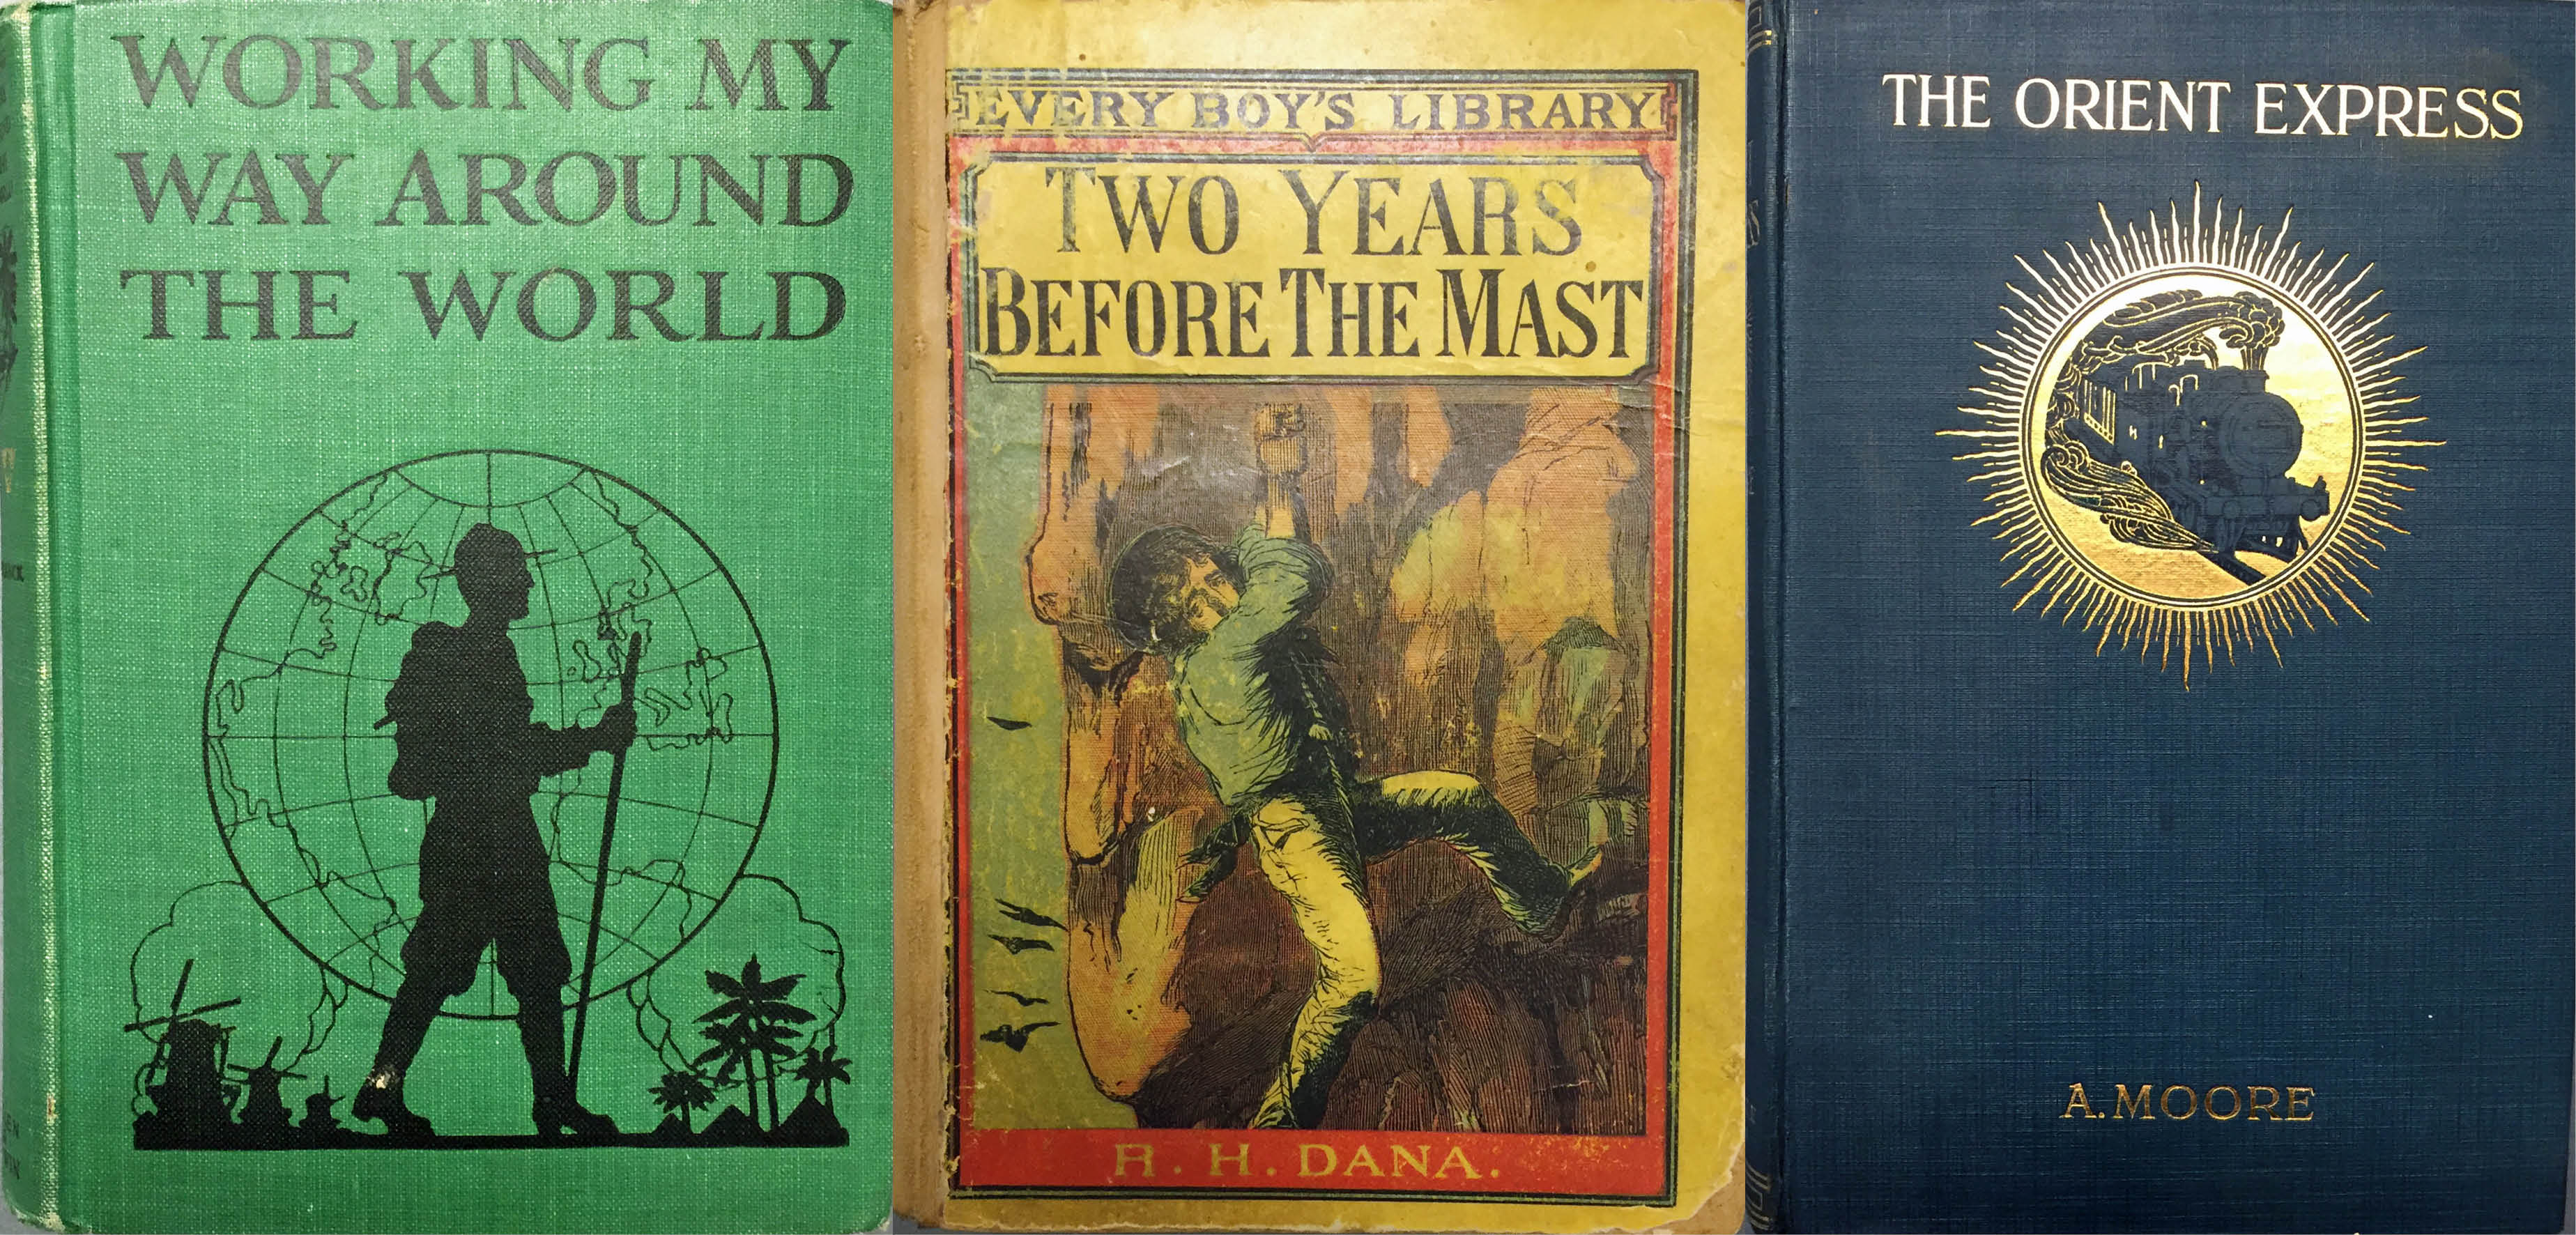 WORKING MY
WAY AROUND
THE WORLD
EVERY BOY'S LIBRARY
TWO YEARS
BEFORE THE MAST
R. H. DANA.
THE ORIENT EXPRESS
A. MOORE